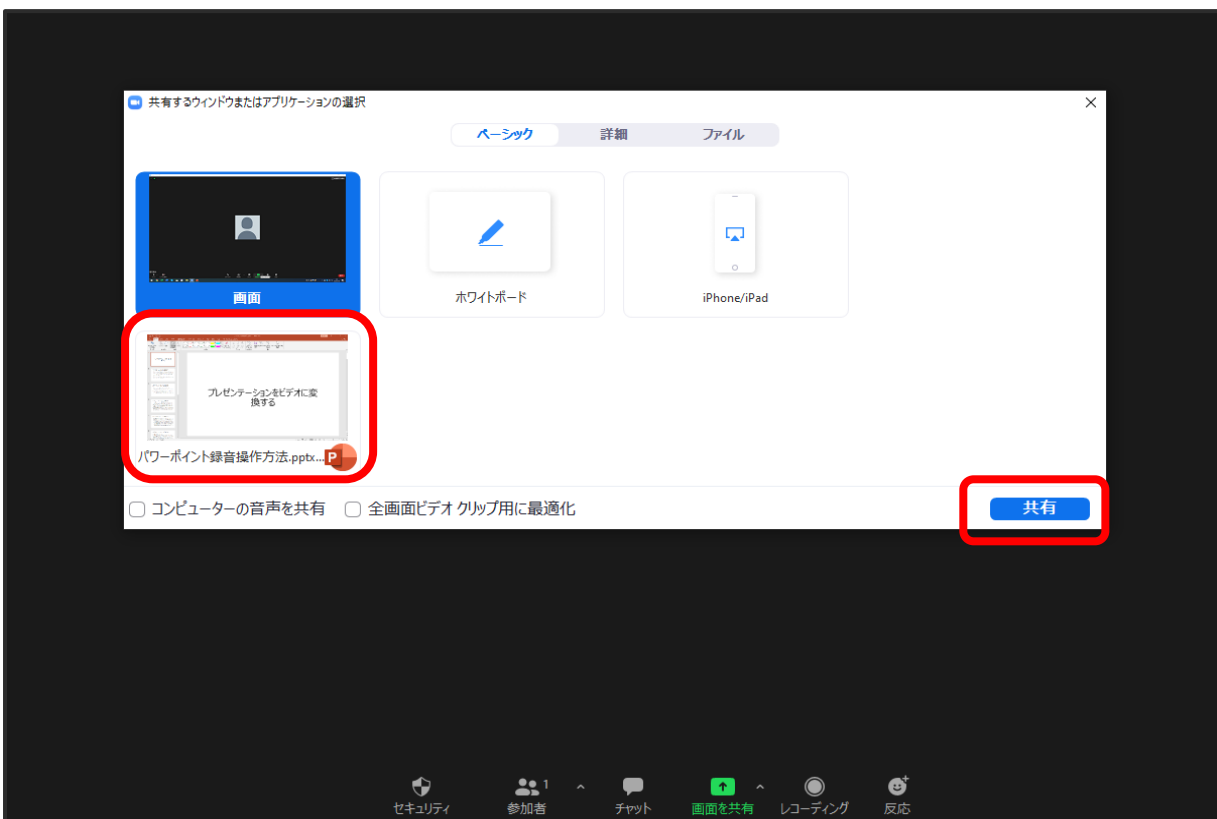 共有するウィンドウまたはアプリケーションの選択
ベーシック 詳細 ファイル
画面
ホワイトボード
iPhone/iPad
プレゼンテーションをビデオに変
換する
パワーポイント録音操作方法.pptx...
コンピューターの音声を共有 全画面ビデオ クリップ用に最適化
共有
1
セキュリティ 参加者 チャット 画面を共有 レコーディング 反応